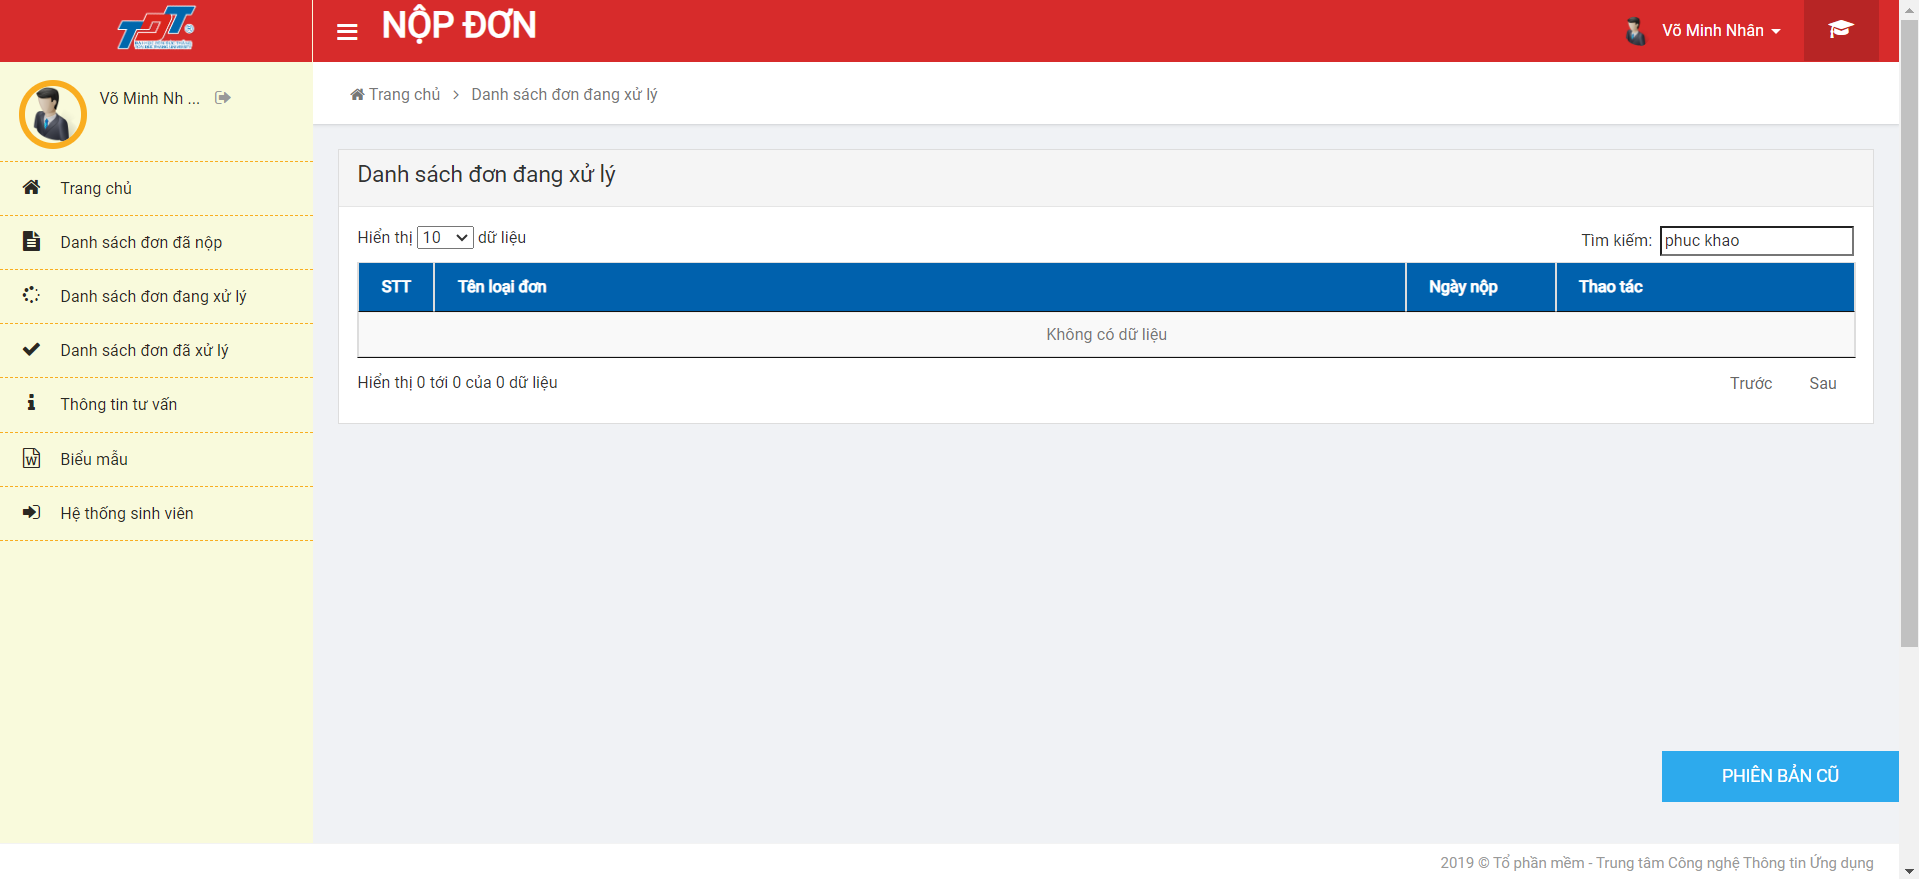 TDT
NỘP ĐƠN
Võ Minh Nhân
Võ Minh Nh ...
Trang chủ
Danh sách đơn đã nộp
Danh sách đơn đang xử lý
Danh sách đơn đã xử lý
Thông tin tư vấn
Biểu mẫu
Hệ thống sinh viên
Trang chủ > Danh sách đơn đang xử lý
Danh sách đơn đang xử lý
Hiển thị 10 dữ liệu
Tìm kiếm: phuc khao
STT Tên loại đơn Ngày nộp Thao tác
Không có dữ liệu
Hiển thị 0 tới 0 của 0 dữ liệu
Trước Sau
PHIÊN BẢN CŨ
2019 © Tổ phần mềm - Trung tâm Công nghệ Thông tin Ứng dụng